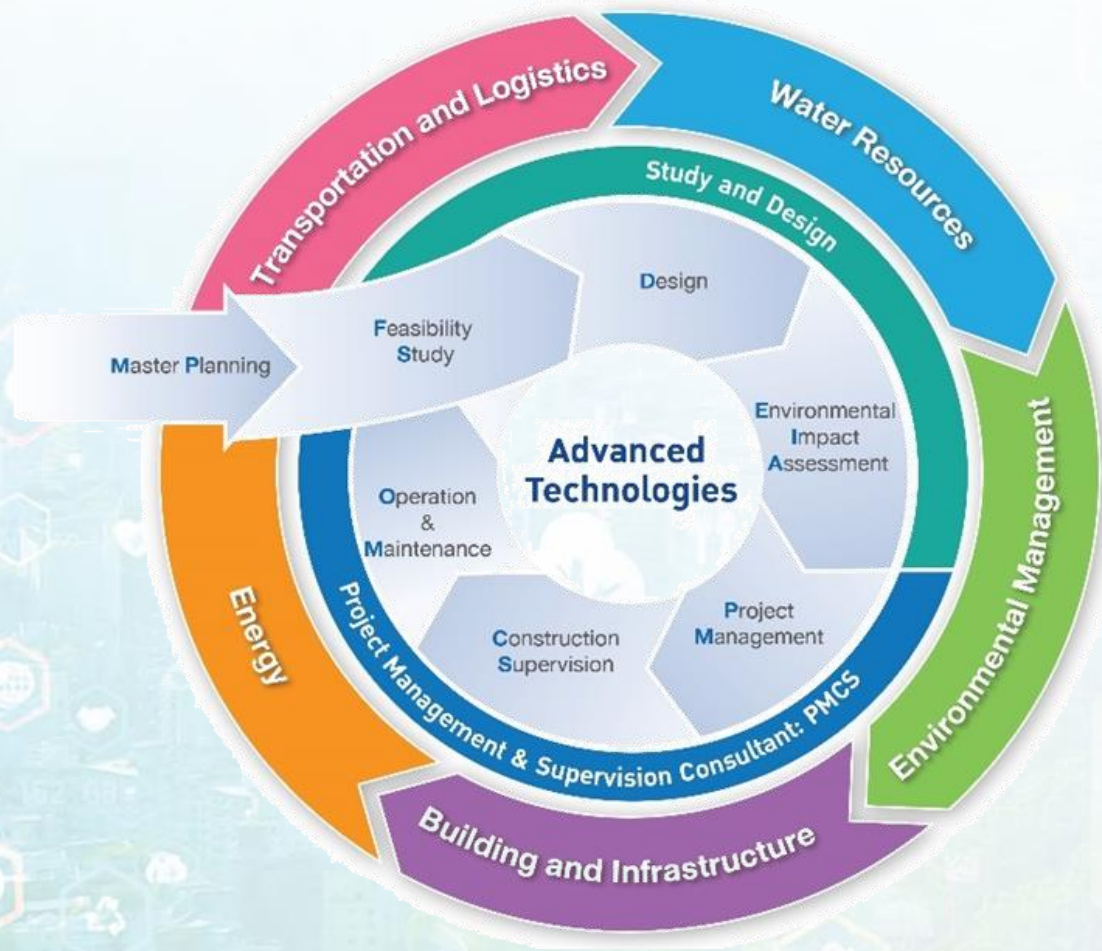 Transportation and Logistics
Water Resources
Environmental Management
Building and Infrastructure
Energy
Study and Design
Project Management & Supervision Consultant: PMCS
Master Planning
Feasibility
Study
Design
Environmental
Impact
Assessment
Project
Management
Construction
Supervision
Operation
&
Maintenance
Advanced
Technologies